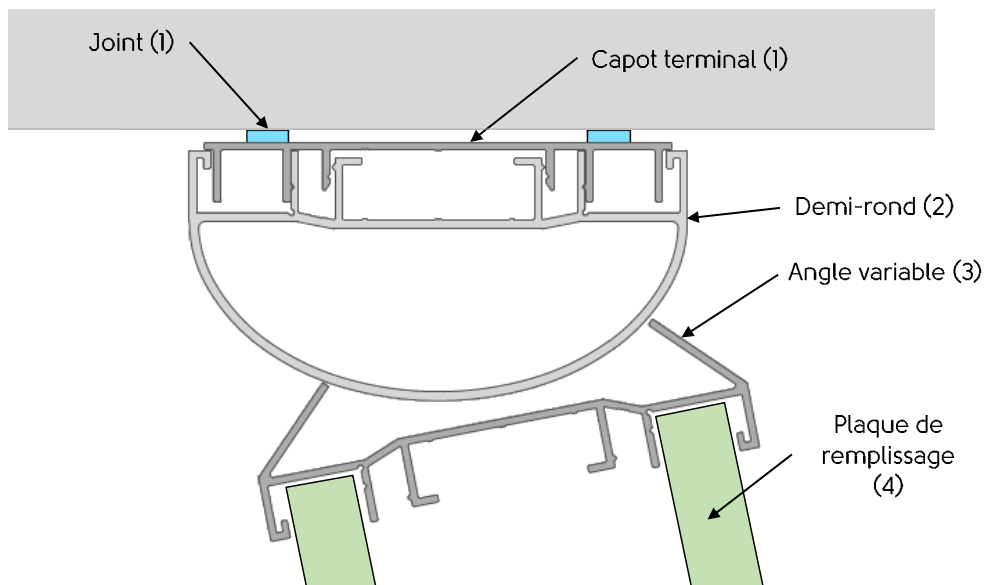 Joint (1)
Capot terminal (1)
Demi-rond (2)
Angle variable (3)
Plaque de
remplissage
(4)